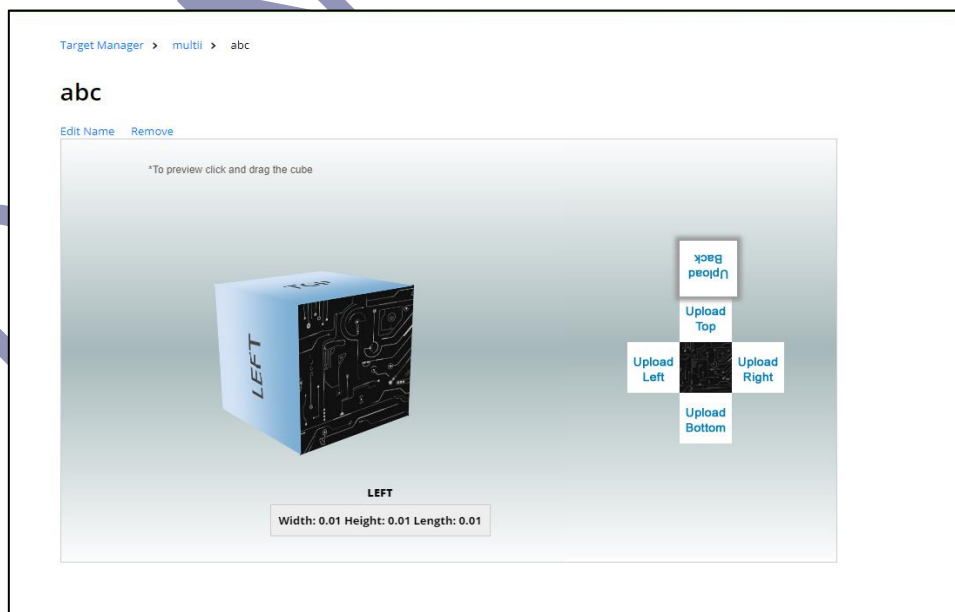 Target Manager > multii > abc
abc
Edit Name Remove
*To preview click and drag the cube
Upload
Back
TOP
Upload
Top
LEFT
Upload
Left
Upload
Right
Upload
Bottom
LEFT
Width: 0.01 Height: 0.01 Length: 0.01